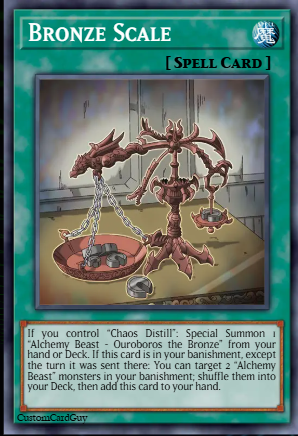 Bronze Scale
魔
[ Spell Card ]
If you control "Chaos Distill": Special Summon 1
"Alchemy Beast - Ouroboros the Bronze" from your
hand or Deck. If this card is in your banishment, except
the turn it was sent there: You can target 2 "Alchemy
Beast" monsters in your banishment; shuffle them into
your Deck, then add this card to your hand.
CustomCardGuy